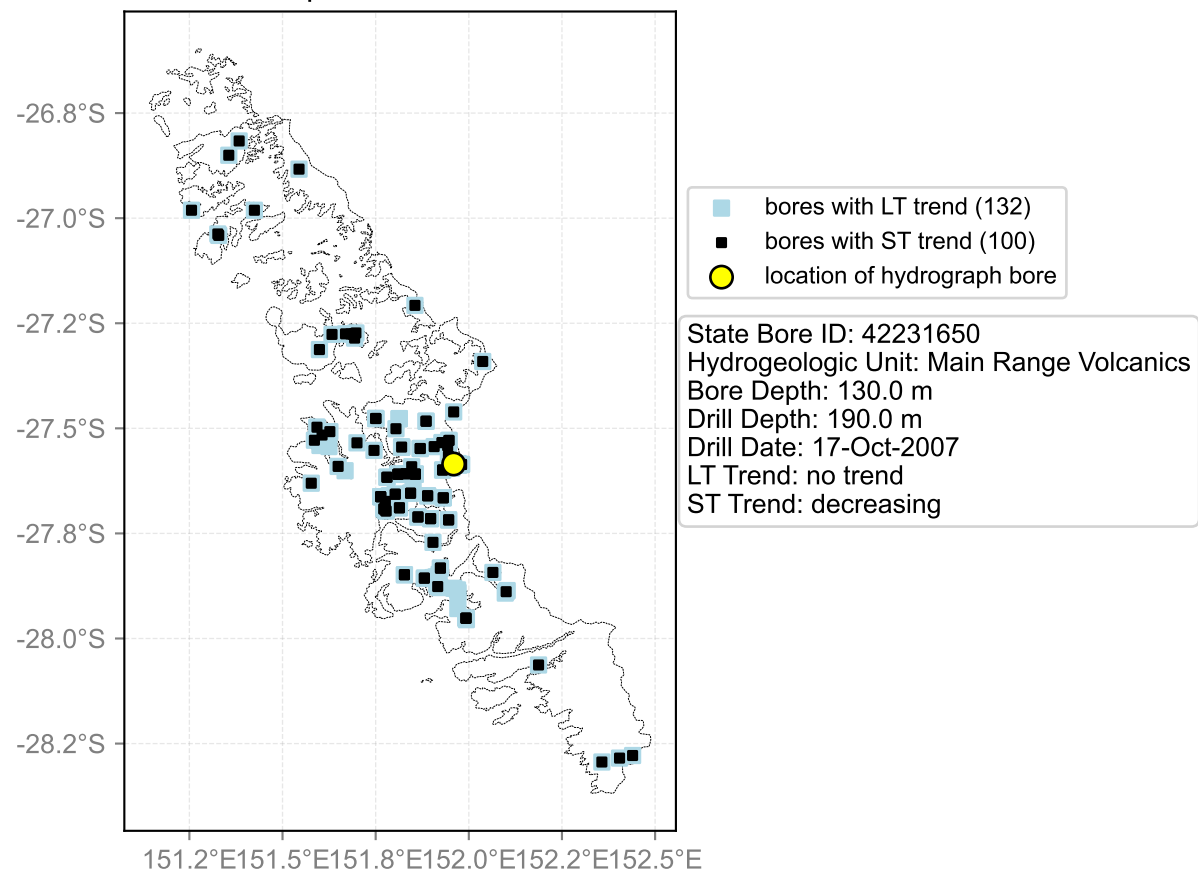 -26.8°S
-27.0°S
-27.2°S
-27.5°S
-27.8°S
-28.0°S
-28.2°S
151.2°E151.5°E151.8°E152.0°E152.2°E152.5°E
bores with LT trend (132)
bores with ST trend (100)
location of hydrograph bore
State Bore ID: 42231650
Hydrogeologic Unit: Main Range Volcanics
Bore Depth: 130.0 m
Drill Depth: 190.0 m
Drill Date: 17-Oct-2007
LT Trend: no trend
ST Trend: decreasing